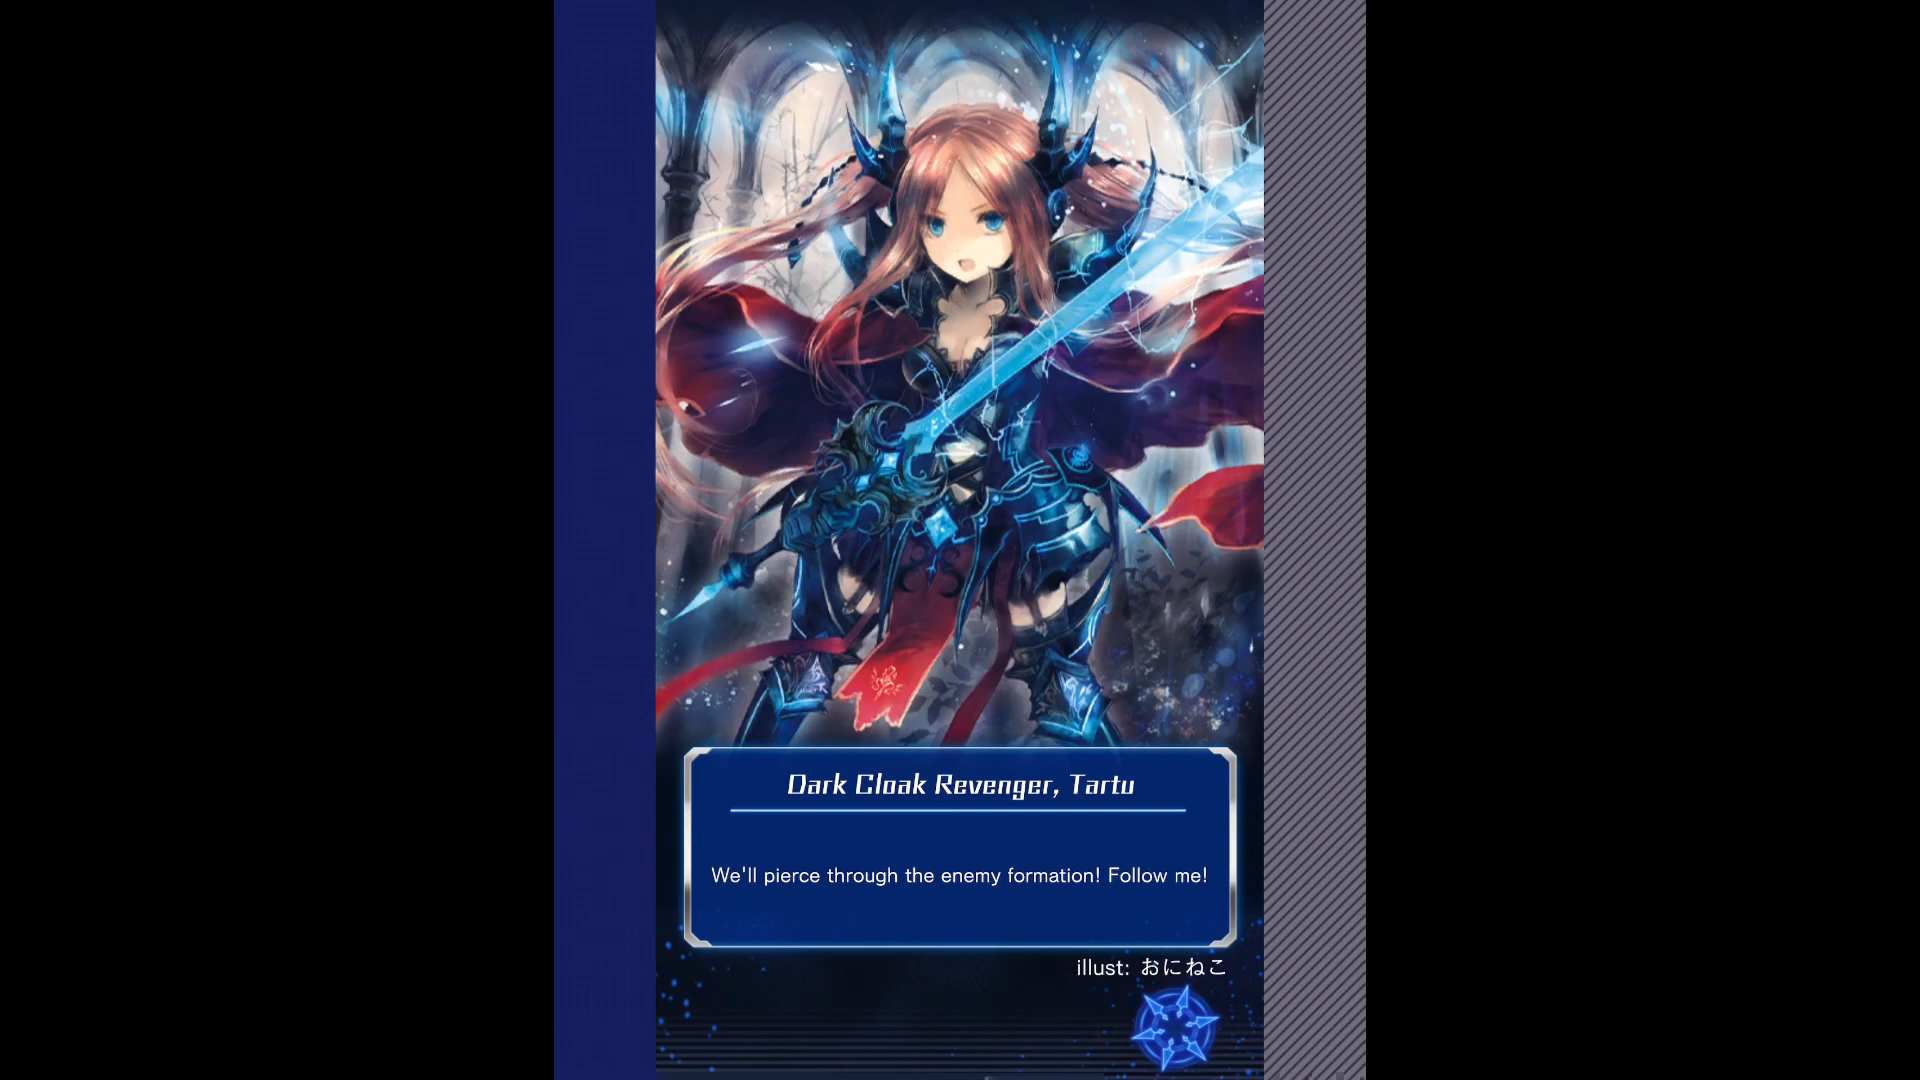 Dark Cloak Revenger, Tartu
We'll pierce through the enemy formation! Follow me!
illust: おにねこ